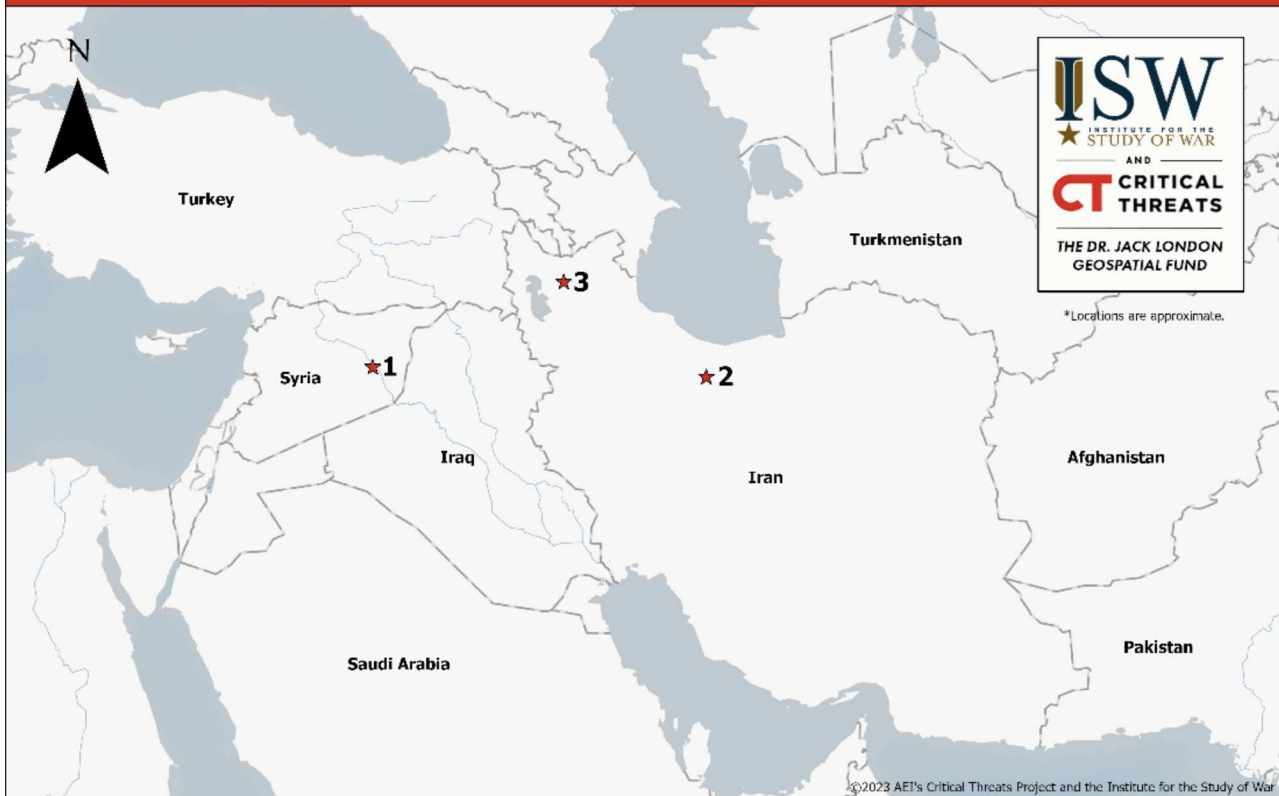 N
ISW
INSTITUTE FOR THE
STUDY OF WAR
AND
CT CRITICAL
THREATS
THE DR. JACK LONDON
GEOSPATIAL FUND
*Locations are approximate.
Turkey
Turkmenistan
3
Syria
1
2
Iraq
Iran
Afghanistan
Saudi Arabia
Pakistan
©2023 AEI's Critical Threats Project and the Institute for the Study of War